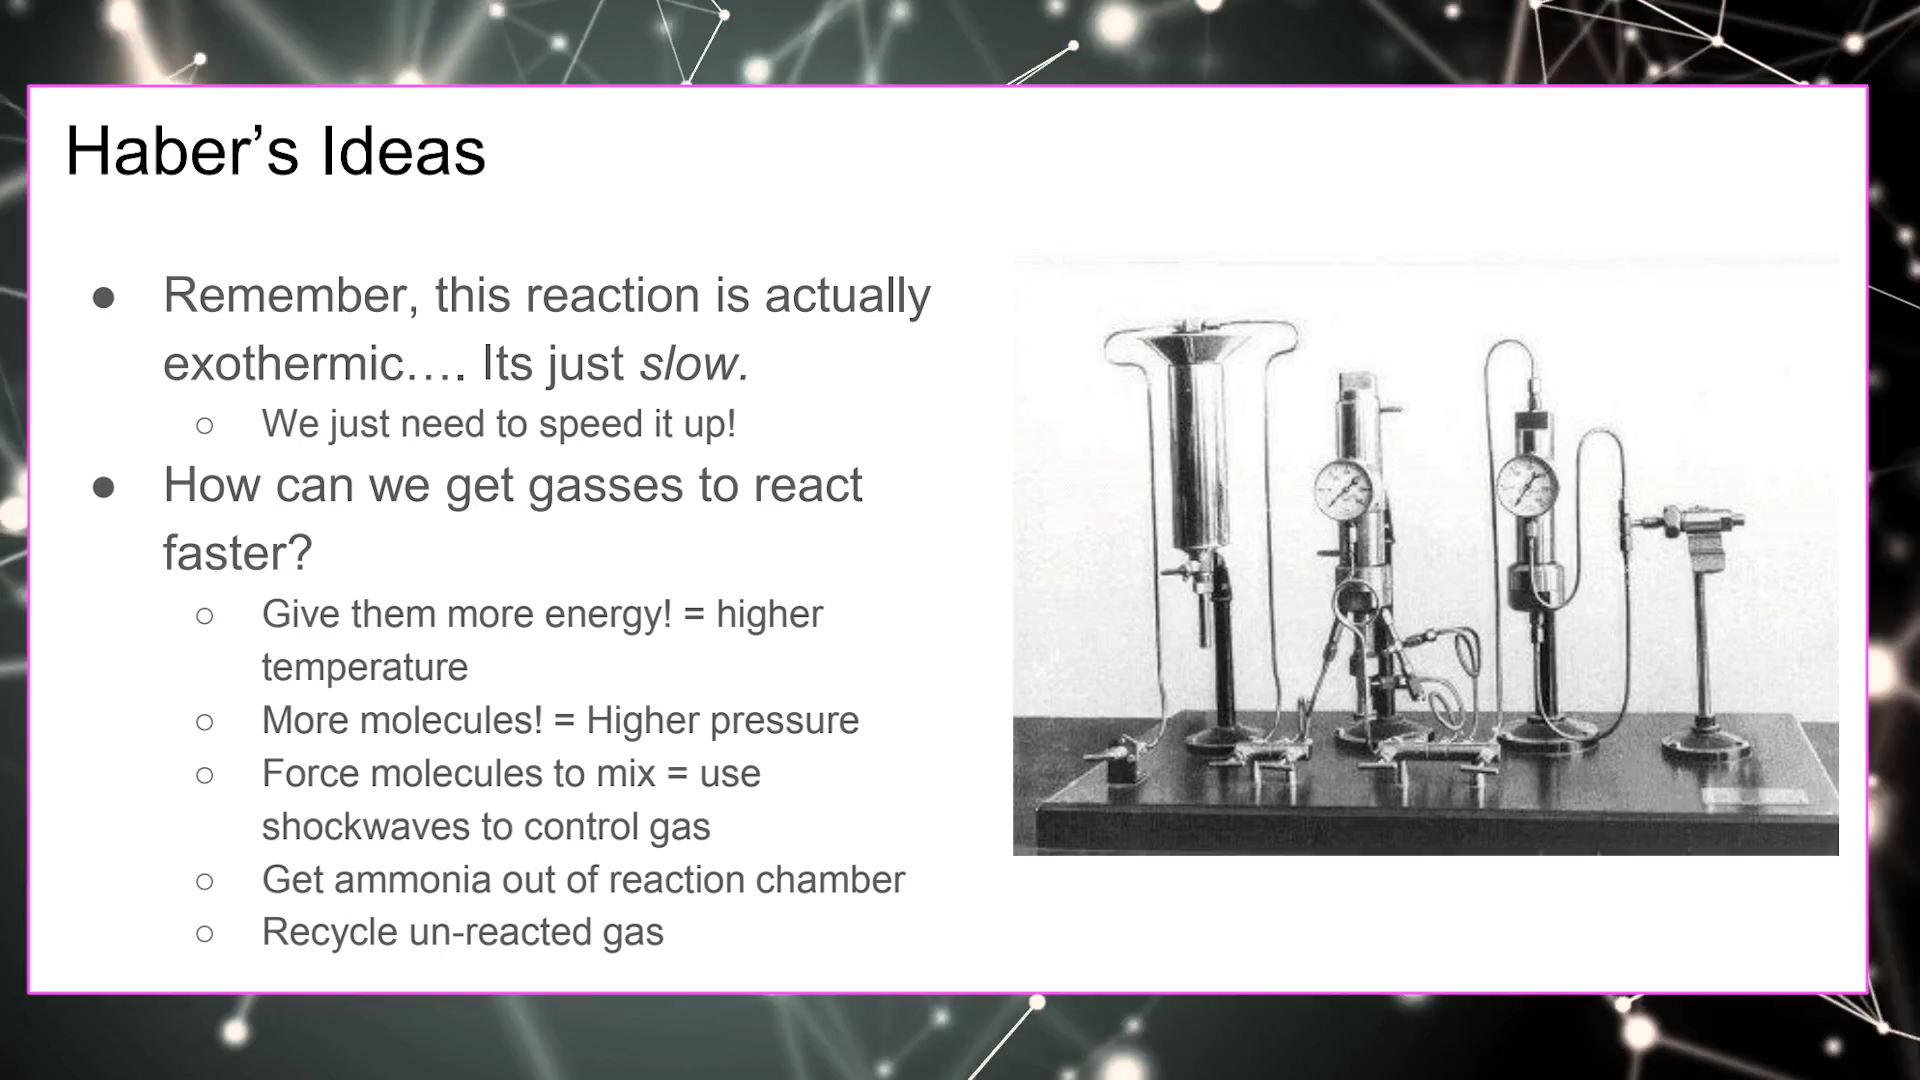 Haber’s Ideas
● Remember, this reaction is actually
exothermic…. Its just slow.
○ We just need to speed it up!
● How can we get gasses to react
faster?
○ Give them more energy! = higher
temperature
○ More molecules! = Higher pressure
○ Force molecules to mix = use
shockwaves to control gas
○ Get ammonia out of reaction chamber
○ Recycle un-reacted gas